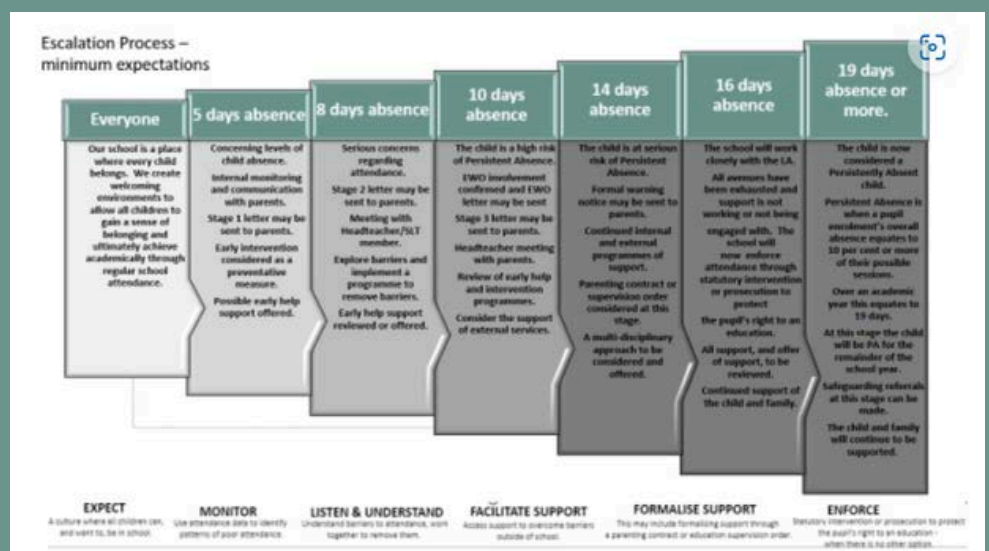 Escalation Process –
minimum expectations
Everyone
Our school is a place
where every child
belongs. We create
welcoming
environments to
allow all children to
gain a sense of
belonging and
ultimately achieve
academically through
regular school
attendance.
5 days absence
Concerning levels of
child absence.
Internal monitoring
and communication
with parents.
Stage 1 letter may be
sent to parents.
Early intervention
considered as a
preventative
measure.
Possible early help
support offered.
8 days absence
Serious concerns
regarding
attendance.
Stage 2 letter may be
sent to parents.
Meeting with
Headteacher/SLT
member.
Explore barriers and
implement a
programme to
remove barriers.
Early help support
reviewed or offered.
10 days
absence
The child is a high risk
of Persistent Absence.
EWO involvement
confirmed and EWO
letter may be sent
Stage 3 letter may be
sent to parents.
Headteacher meeting
with parents.
Review of early help
and intervention
programmes.
Consider the support
of external services.
14 days
absence
The child is at serious
risk of Persistent
Absence.
Formal warning
notice may be sent to
parents.
Continued internal
and external
programmes of
support.
Parenting contract or
supervision order
considered at this
stage.
A multi-disciplinary
approach to be
considered and
offered.
16 days
absence
The school will work
closely with the LA.
All avenues have
been exhausted and
support is not
working or not being
engaged with. The
school will
now enforce
attendance through
statutory intervention
or prosecution to
protect
the pupil's right to an
education.
All support, and offer
of support, to be
reviewed.
Continued support of
the child and family.
19 days
absence or
more.
The child is now
considered a
Persistently Absent
child.
Persistent Absence is
when a pupil
enrolment's overall
absence equates to
10 per cent or more
of their possible
sessions.
Over an academic
year this equates to
19 days.
At this stage the child
will be PA for the
remainder of the
school year.
Safeguarding referrals
at this stage can be
made.
The child and family
will continue to be
supported.
EXPECT
A culture where all children can,
and want to, be in school.
MONITOR
Use attendance data to identify
patterns of poor attendance.
LISTEN & UNDERSTAND
Understand barriers to attendance, work
together to remove them.
FACILITATE SUPPORT
Access support to overcome barriers
outside of school.
FORMALISE SUPPORT
This may include formalising support through
a parenting contract or education supervision order.
ENFORCE
Statutory intervention or prosecution to protect
the pupil's right to an education -
when there is no other option.